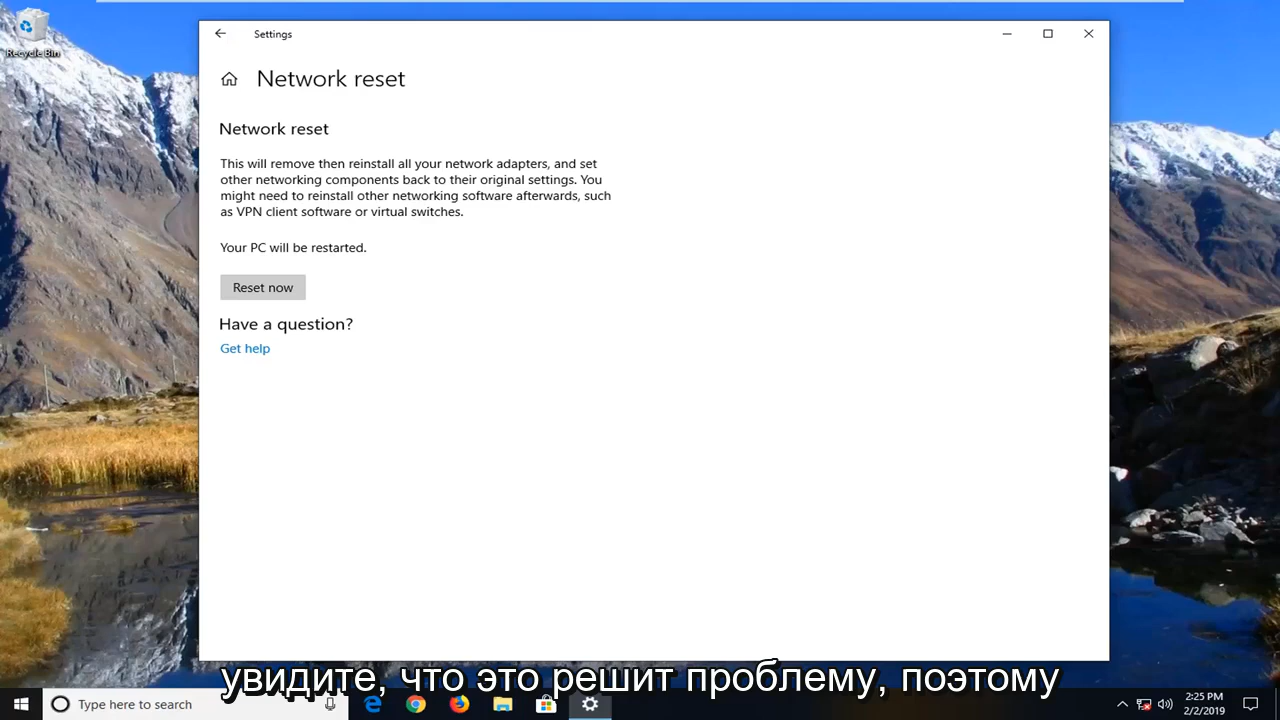 Recycle Bin
Settings
Network reset
Network reset
This will remove then reinstall all your network adapters, and set
other networking components back to their original settings. You
might need to reinstall other networking software afterwards, such
as VPN client software or virtual switches.
Your PC will be restarted.
Reset now
Have a question?
Get help
увидите, что это решит проблему, поэтому
Type here to search
2:25 PM
2/2/2019